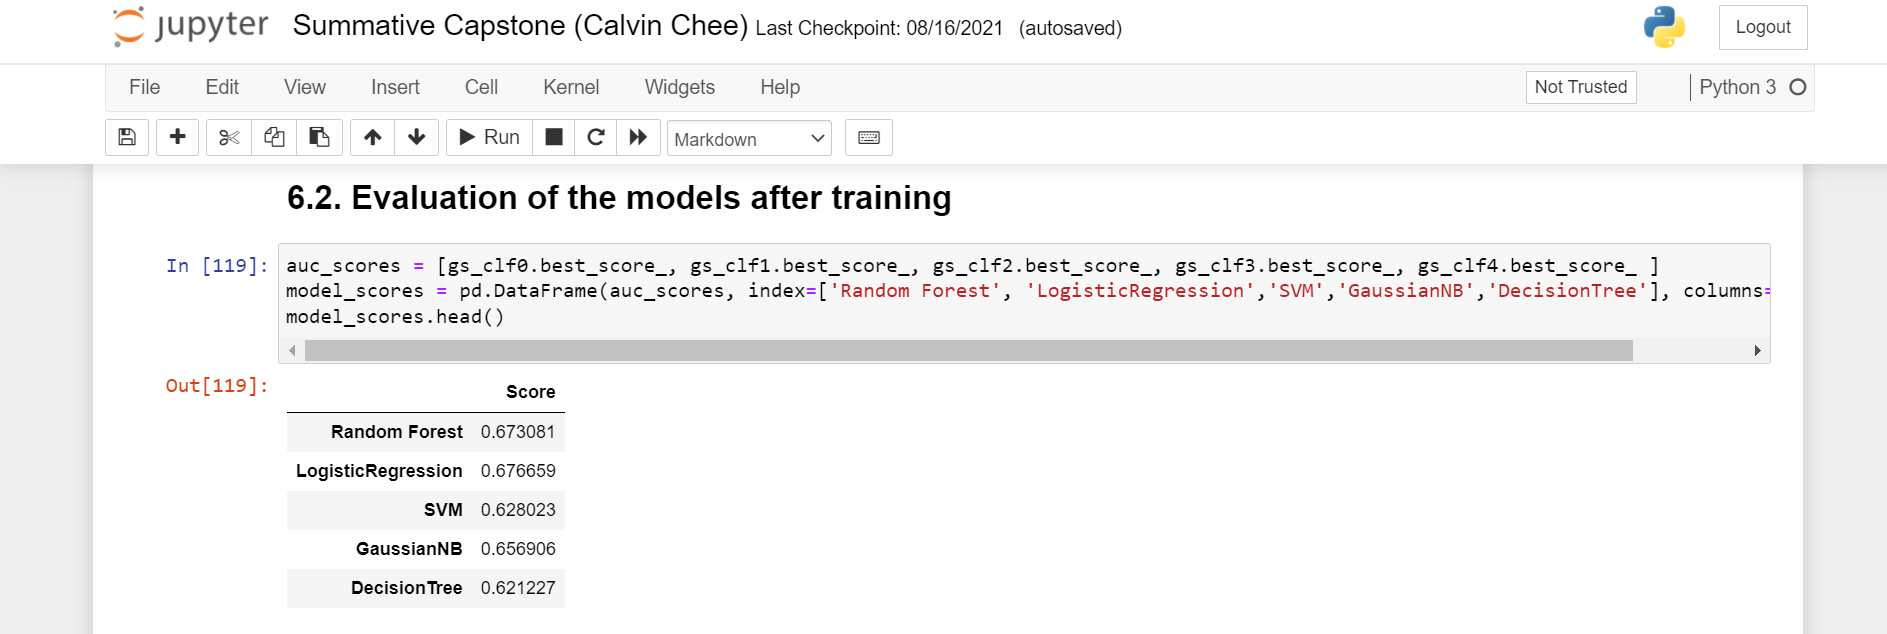 jupyter Summative Capstone (Calvin Chee) Last Checkpoint: 08/16/2021 (autosaved)
Logout
File Edit View Insert Cell Kernel Widgets Help
Not Trusted
Python 3
Run
Markdown
6.2. Evaluation of the models after training
In [119]:
auc_scores = [gs_clf0.best_score_, gs_clf1.best_score_, gs_clf2.best_score_, gs_clf3.best_score_, gs_clf4.best_score_ ]
model_scores = pd.DataFrame(auc_scores, index=['Random Forest', 'LogisticRegression','SVM','GaussianNB','DecisionTree'], columns=
model_scores.head()
Out[119]:
Score
Random Forest 0.673081
LogisticRegression 0.676659
SVM 0.628023
GaussianNB 0.656906
DecisionTree 0.621227